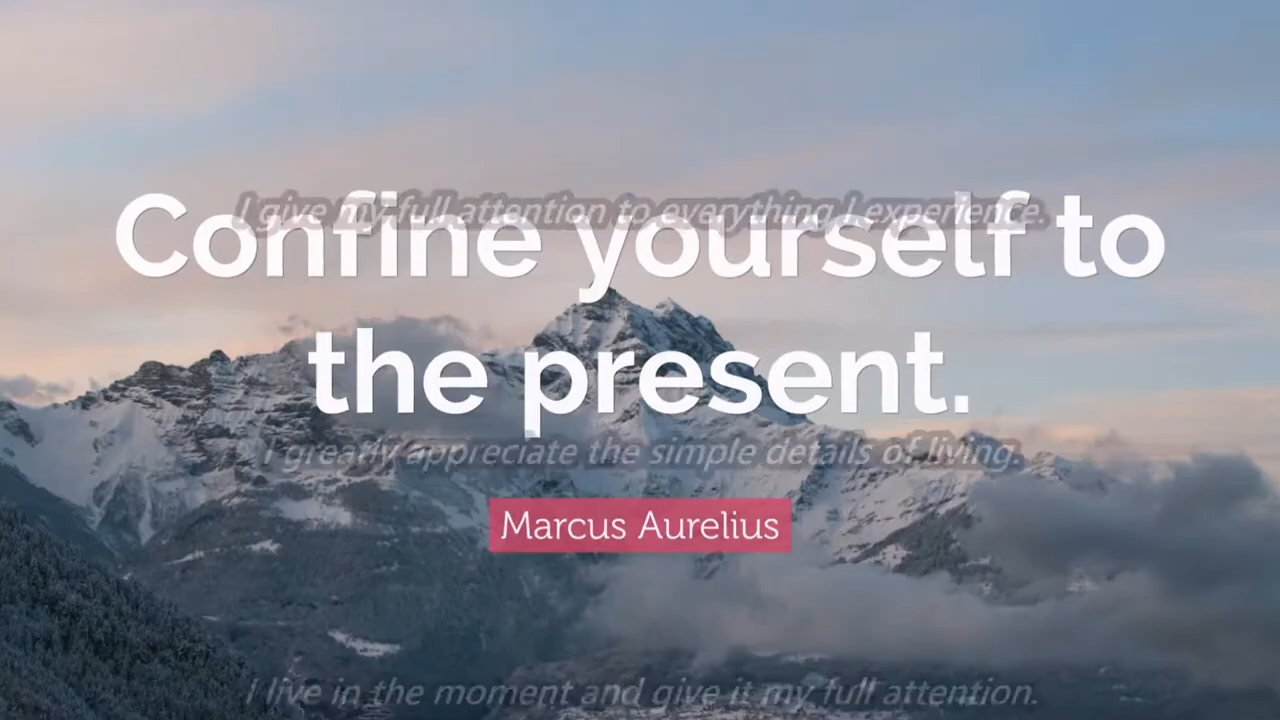 I give my full attention to everything I experience.
Confine yourself to
the present.
I greatly appreciate the simple details of living.
Marcus Aurelius
I live in the moment and give it my full attention.